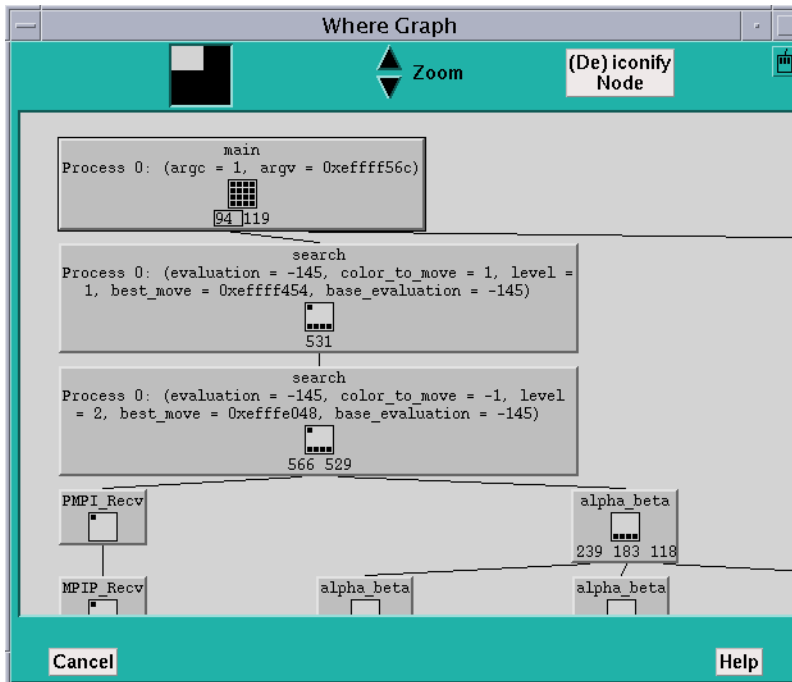 Where Graph
Zoom
(De) iconify
Node
main
Process 0: (argc = 1, argv = 0xeffff56c)
94 119
search
Process 0: (evaluation = -145, color_to_move = 1, level =
1, best_move = 0xeffff454, base_evaluation = -145)
531
search
Process 0: (evaluation = -145, color_to_move = -1, level
= 2, best_move = 0xefffe048, base_evaluation = -145)
566 529
PMPI_Recv
alpha_beta
239 183 118
MPIP_Recv
alpha_beta
alpha_beta
Cancel
Help